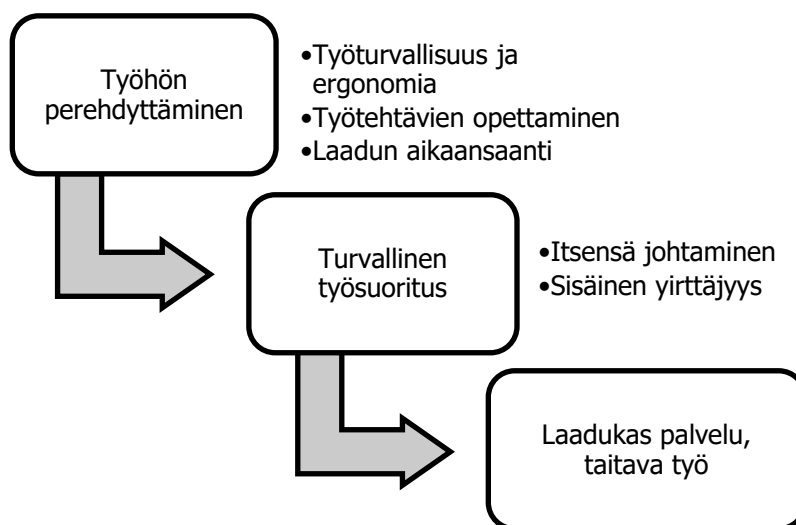 Työhön
perehdyttäminen
•Työturvallisuus ja
ergonomia
•Työtehtävien opettaminen
•Laadun aikaansaanti
Turvallinen
työsuoritus
•Itsensä johtaminen
•Sisäinen yirttäjyys
Laadukas palvelu,
taitava työ